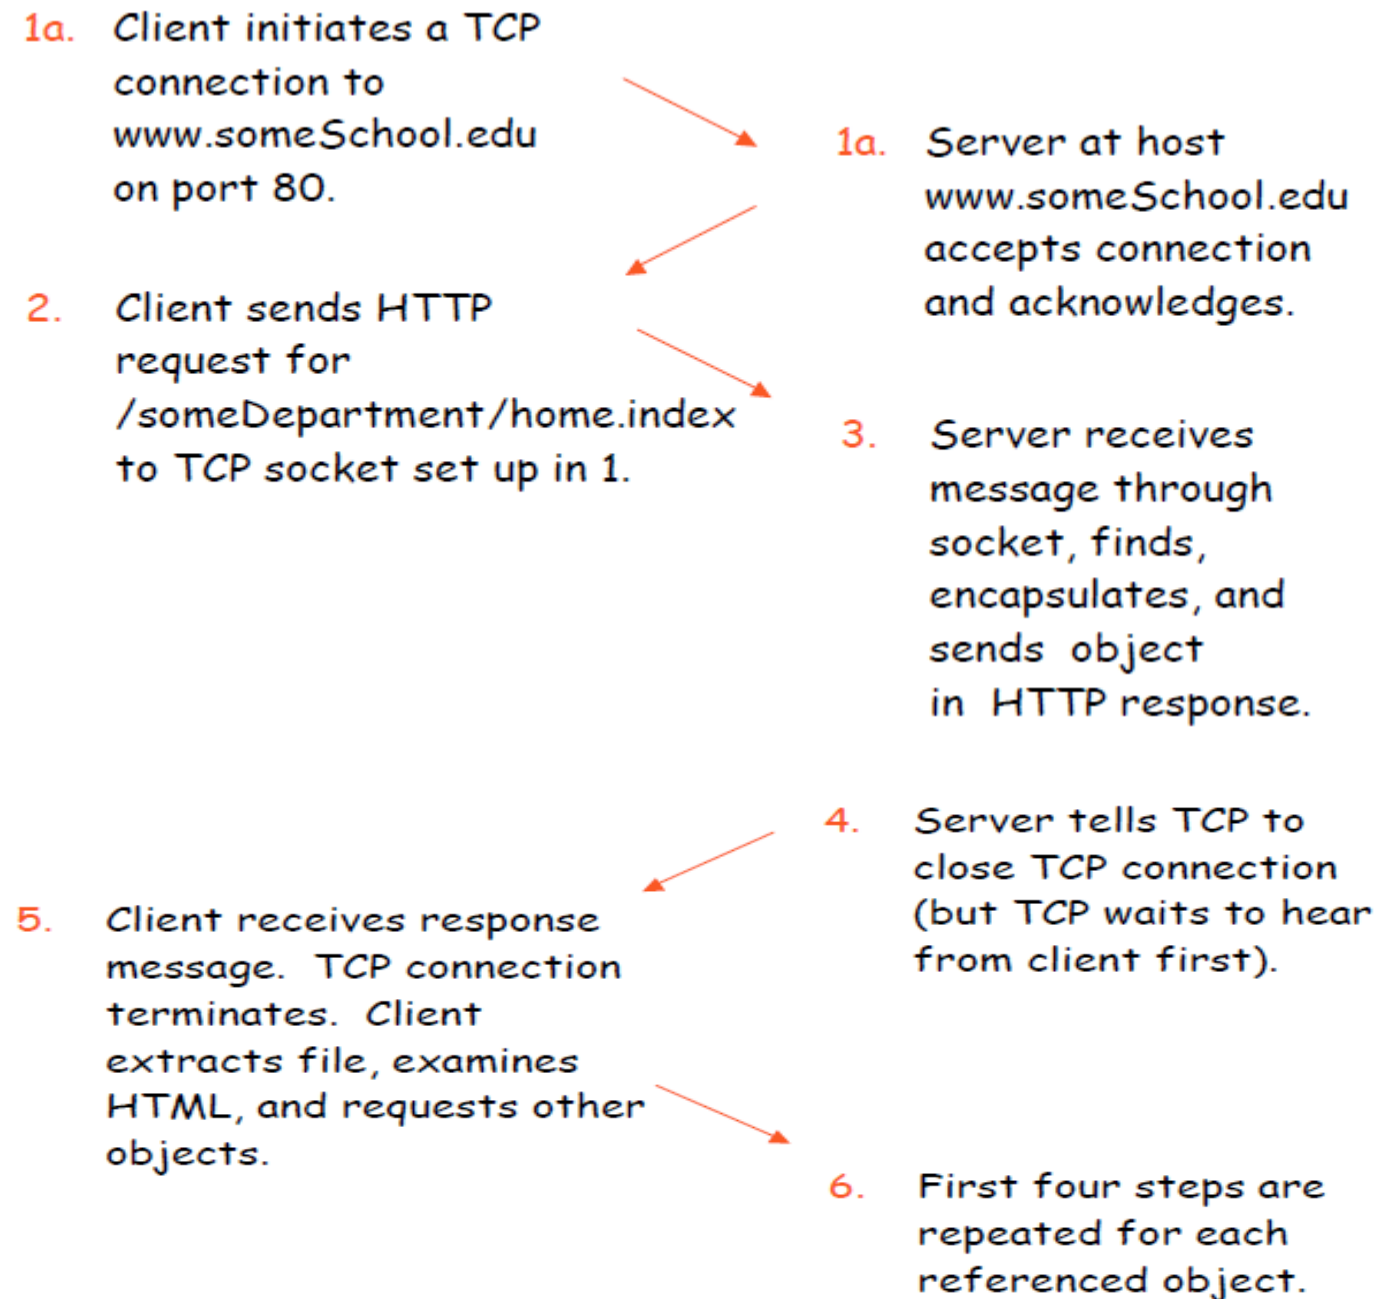 1a. Client initiates a TCP
connection to
www.someSchool.edu
on port 80.
1a. Server at host
www.someSchool.edu
accepts connection
and acknowledges.
2. Client sends HTTP
request for
/someDepartment/home.index
to TCP socket set up in 1.
3. Server receives
message through
socket, finds,
encapsulates, and
sends object
in HTTP response.
4. Server tells TCP to
close TCP connection
(but TCP waits to hear
from client first).
5. Client receives response
message. TCP connection
terminates. Client
extracts file, examines
HTML, and requests other
objects.
6. First four steps are
repeated for each
referenced object.